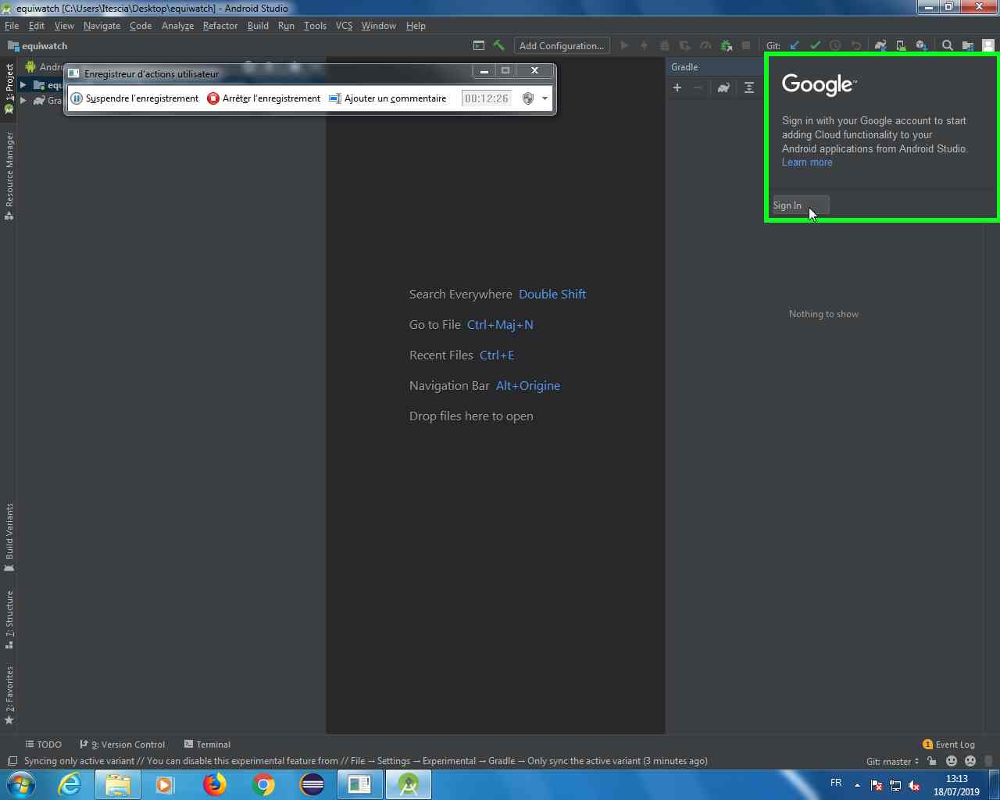 equiwatch [C:\Users\Itescia\Desktop\equiwatch] - Android Studio
File Edit View Navigate Code Analyze Refactor Build Run Tools VCS Window Help
equiwatch
Add Configuration...
Git:
1: Project
Resource Manager
Build Variants
7: Structure
2: Favorites
Enregistreur d'actions utilisateur
Suspendre l'enregistrement Arrêter l'enregistrement Ajouter un commentaire 00:12:26
Gradle
Google™
Sign in with your Google account to start
adding Cloud functionality to your
Android applications from Android Studio.
Learn more
Sign In
Search Everywhere Double Shift
Go to File Ctrl+Maj+N
Recent Files Ctrl+E
Navigation Bar Alt+Origine
Drop files here to open
Nothing to show
TODO 9: Version Control Terminal
1 Event Log
Syncing only active variant // You can disable this experimental feature from // File → Settings → Experimental → Gradle → Only sync the active variant (3 minutes ago)
Git: master
FR
13:13
18/07/2019